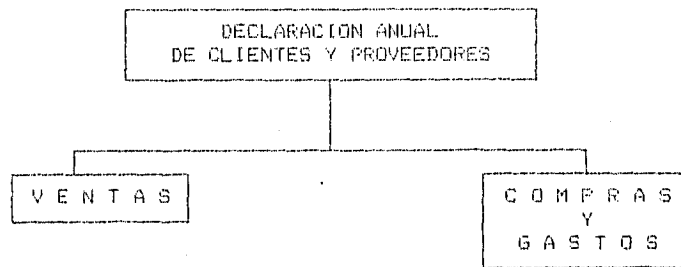 DECLARACION ANUAL
DE CLIENTES Y PROVEEDORES
V E N T A S
C O M P R A S
Y
G A S T O S